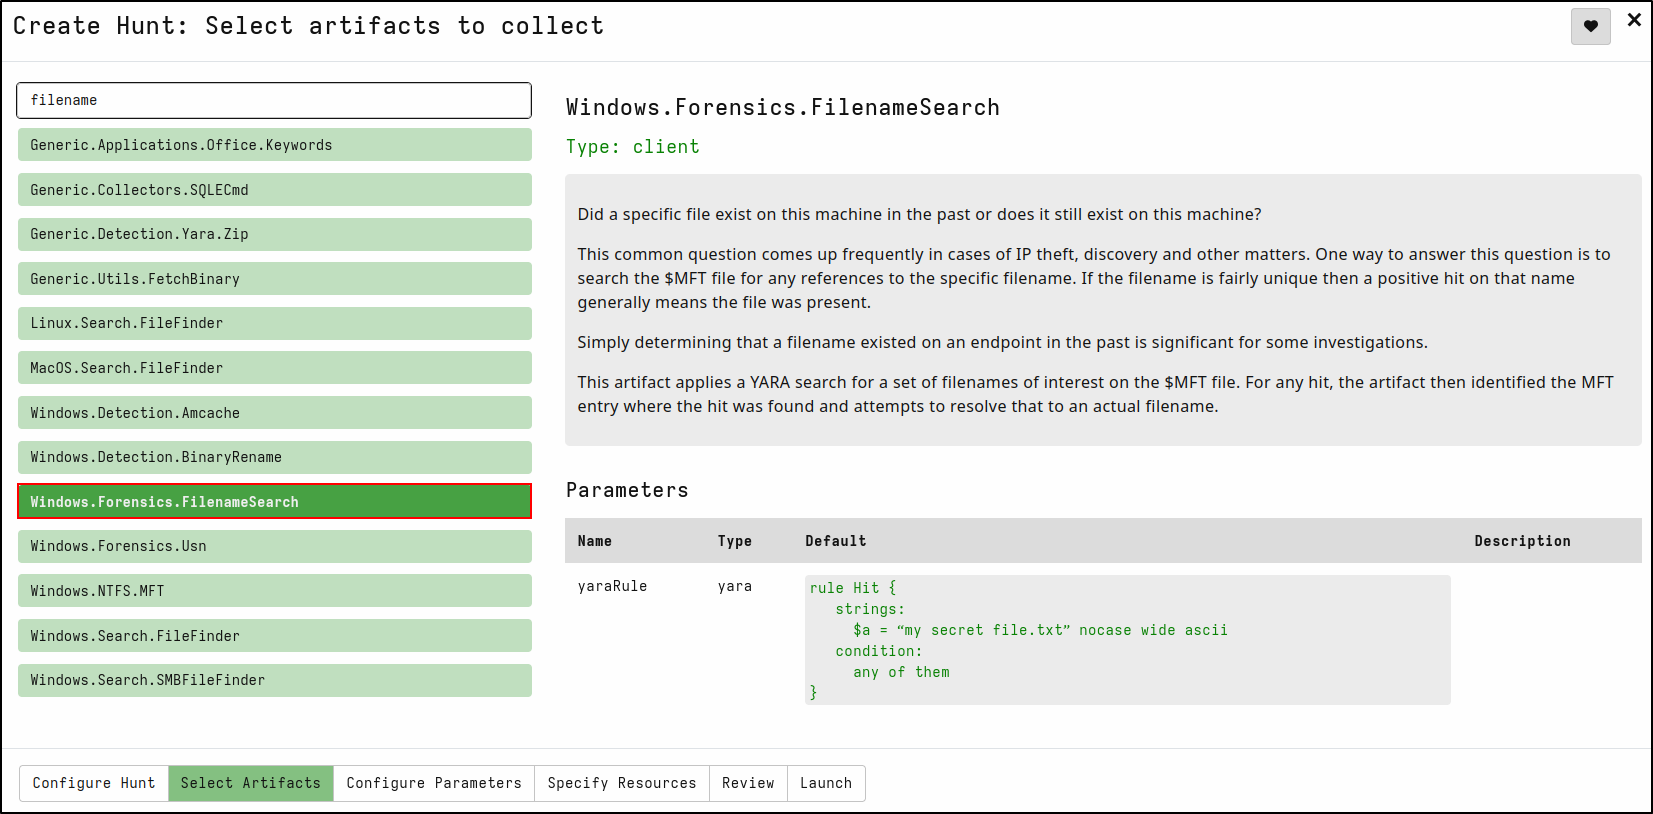 Create Hunt: Select artifacts to collect
filename
Generic.Applications.Office.Keywords
Generic.Collectors.SQLECmd
Generic.Detection.Yara.Zip
Generic.Utils.FetchBinary
Linux.Search.FileFinder
MacOS.Search.FileFinder
Windows.Detection.Amcache
Windows.Detection.BinaryRename
Windows.Forensics.FilenameSearch
Windows.Forensics.Usn
Windows.NTFS.MFT
Windows.Search.FileFinder
Windows.Search.SMBFileFinder
Windows.Forensics.FilenameSearch
Type: client
Did a specific file exist on this machine in the past or does it still exist on this machine?
This common question comes up frequently in cases of IP theft, discovery and other matters. One way to answer this question is to
search the $MFT file for any references to the specific filename. If the filename is fairly unique then a positive hit on that name
generally means the file was present.
Simply determining that a filename existed on an endpoint in the past is significant for some investigations.
This artifact applies a YARA search for a set of filenames of interest on the $MFT file. For any hit, the artifact then identified the MFT
entry where the hit was found and attempts to resolve that to an actual filename.
Parameters
Name Type Default Description
yaraRule yara rule Hit {
strings:
$a = “my secret file.txt” nocase wide ascii
condition:
any of them
}
Configure Hunt Select Artifacts Configure Parameters Specify Resources Review Launch